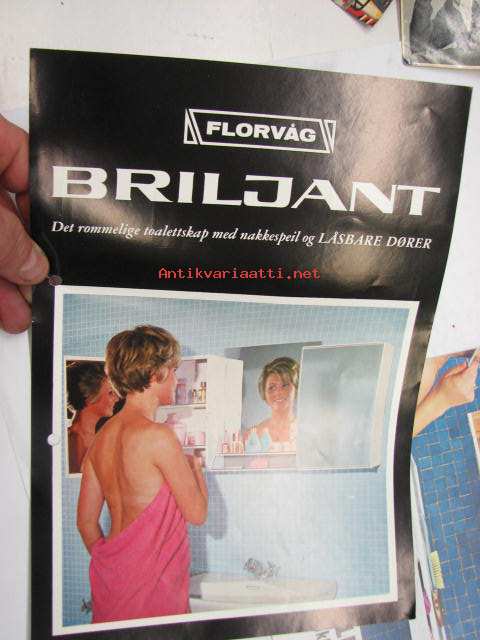 FLORVÅG
BRILJANT
Det rommelige toalettskap med nakkespeil og LÅSBARE DØRER
Antikvariaatti.net